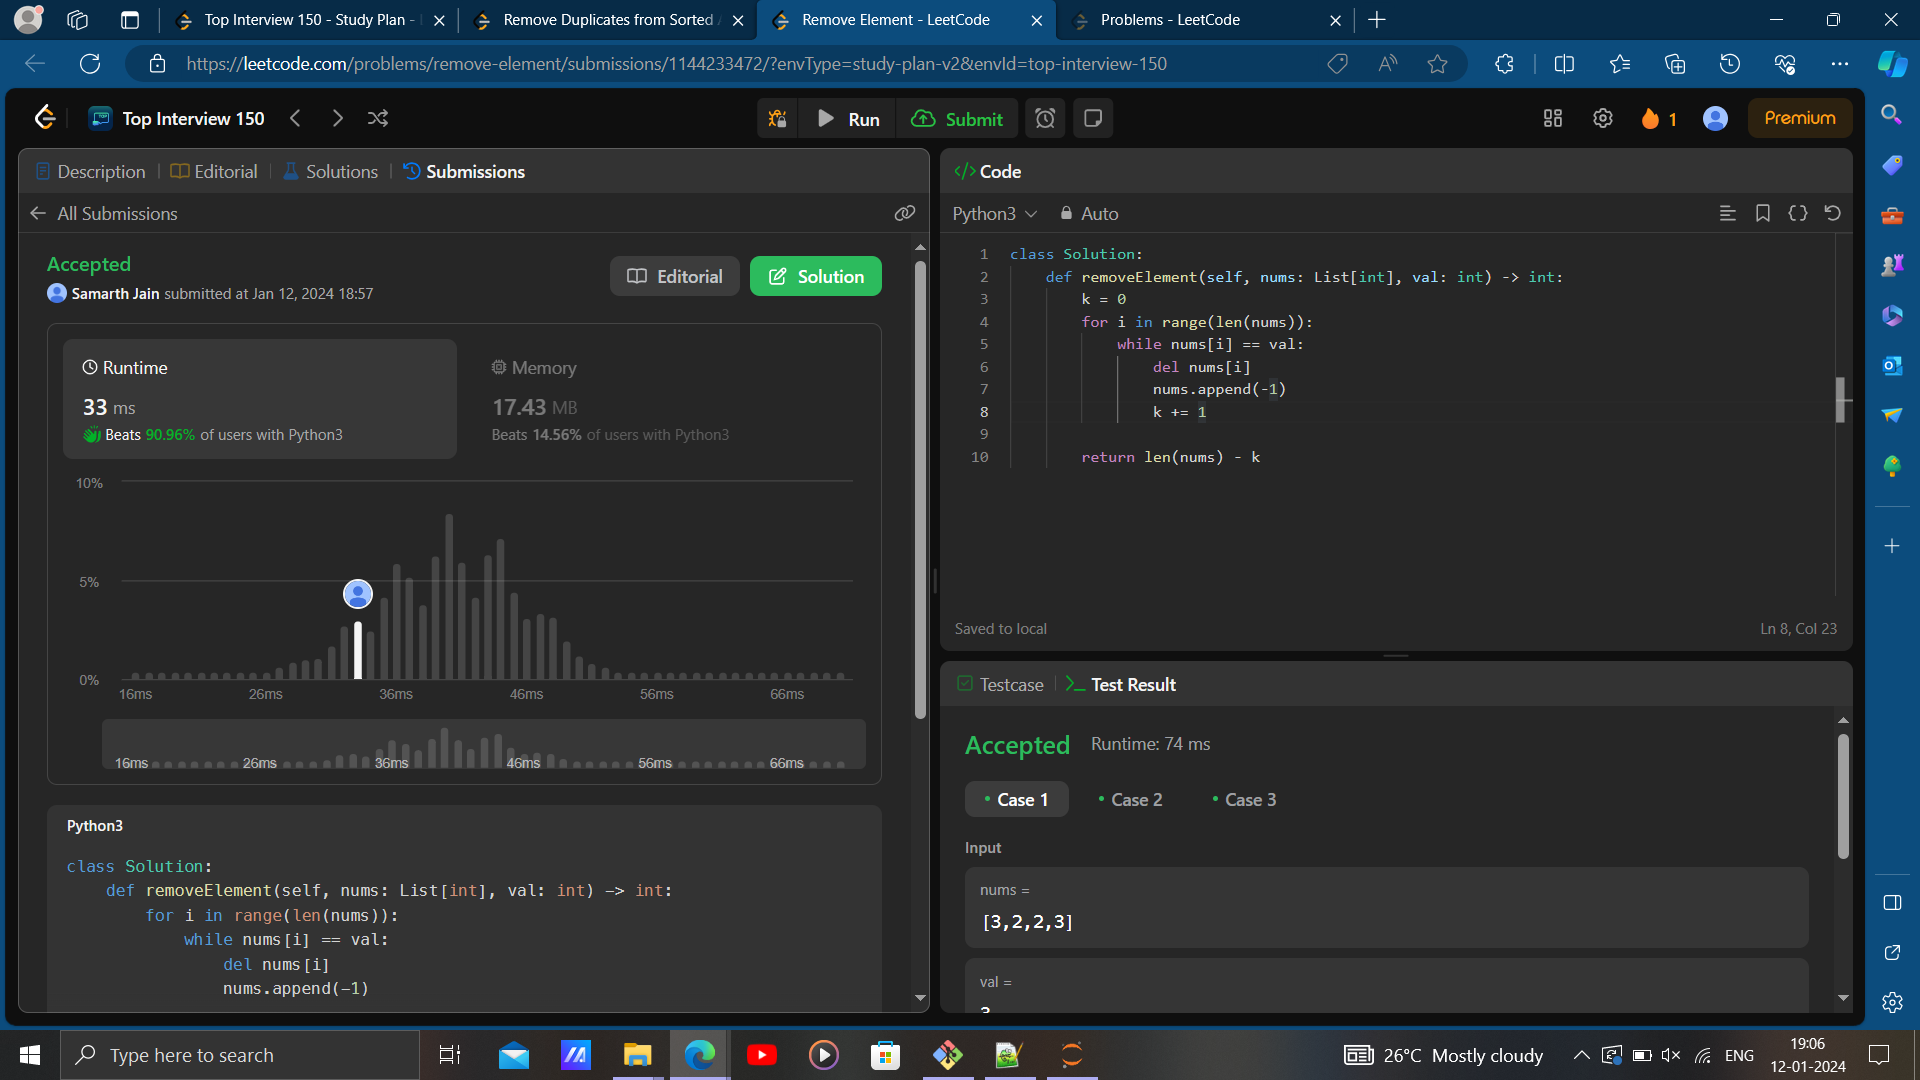 Top Interview 150 - Study Plan -
Remove Duplicates from Sorted
Remove Element - LeetCode
Problems - LeetCode
https://leetcode.com/problems/remove-element/submissions/1144233472/?envType=study-plan-v2&envId=top-interview-150
Top Interview 150
Run
Submit
1
Premium
Description
Editorial
Solutions
Submissions
All Submissions
Accepted
Samarth Jain submitted at Jan 12, 2024 18:57
Editorial
Solution
Runtime
33 ms
Beats 90.96% of users with Python3
Memory
17.43 MB
Beats 14.56% of users with Python3
10%
5%
0%
16ms 26ms 36ms 46ms 56ms 66ms
16ms 26ms 36ms 46ms 56ms 66ms
Python3
class Solution:
def removeElement(self, nums: List[int], val: int) -> int:
for i in range(len(nums)):
while nums[i] == val:
del nums[i]
nums.append(-1)
</> Code
Python3
Auto
1 class Solution:
2 def removeElement(self, nums: List[int], val: int) -> int:
3 k = 0
4 for i in range(len(nums)):
5 while nums[i] == val:
6 del nums[i]
7 nums.append(-1)
8 k += 1
9
10 return len(nums) - k
Saved to local
Ln 8, Col 23
Testcase
Test Result
Accepted Runtime: 74 ms
• Case 1 • Case 2 • Case 3
Input
nums =
[3,2,2,3]
val =
Type here to search
26°C Mostly cloudy
ENG
19:06
12-01-2024